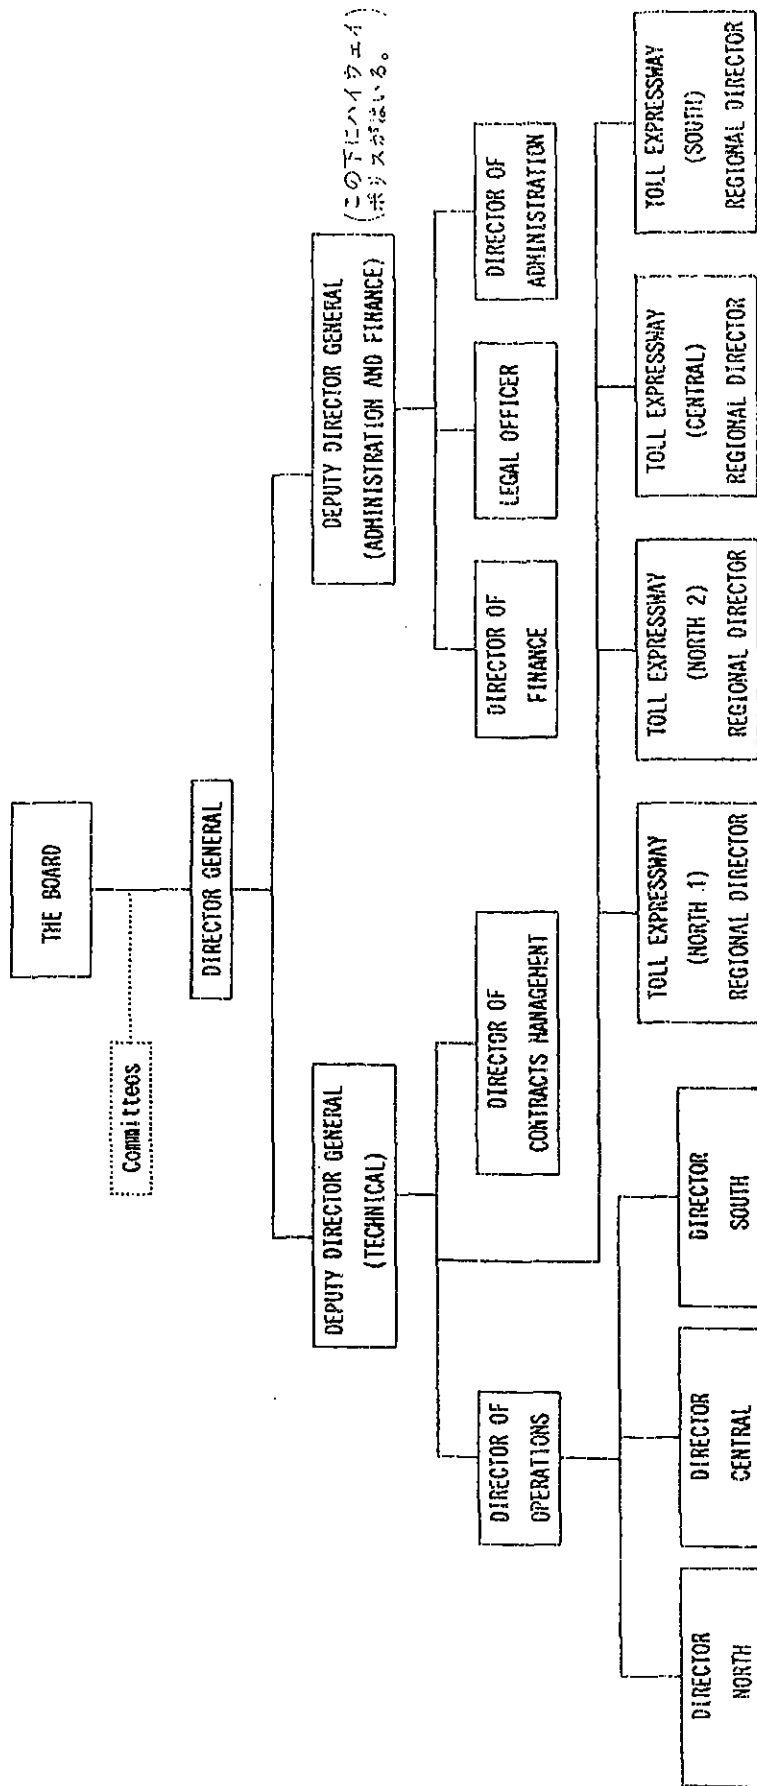 THE BOARD
Committees
DIRECTOR GENERAL
DEPUTY DIRECTOR GENERAL
(TECHNICAL)
DEPUTY DIRECTOR GENERAL
(ADMINISTRATION AND FINANCE)
(この下にハイウェイ
ポリスがはいる。)
DIRECTOR OF
OPERATIONS
DIRECTOR OF
CONTRACTS MANAGEMENT
DIRECTOR OF
FINANCE
LEGAL OFFICER
DIRECTOR OF
ADMINISTRATION
DIRECTOR
NORTH
DIRECTOR
CENTRAL
DIRECTOR
SOUTH
TOLL EXPRESSWAY
(NORTH 1)
REGIONAL DIRECTOR
TOLL EXPRESSWAY
(NORTH 2)
REGIONAL DIRECTOR
TOLL EXPRESSWAY
(CENTRAL)
REGIONAL DIRECTOR
TOLL EXPRESSWAY
(SOUTH)
REGIONAL DIRECTOR